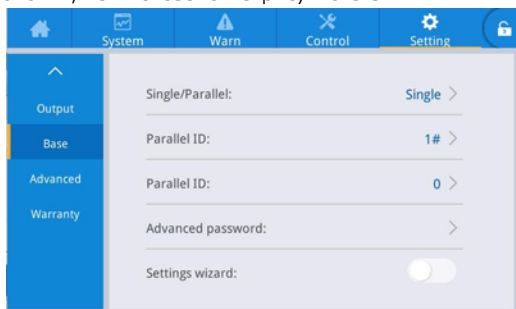 System
Warn
Control
Setting
Output
Base
Advanced
Warranty
Single/Parallel: Single >
Parallel ID: 1# >
Parallel ID: 0 >
Advanced password: >
Settings wizard: